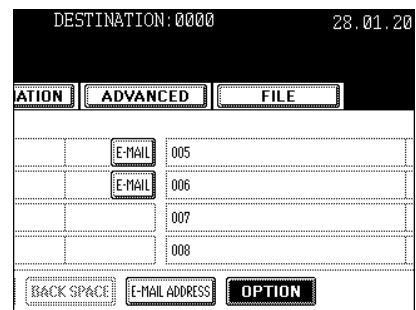 DESTINATION:0000 28.01.20
ATION ADVANCED FILE
E-MAIL 005
E-MAIL 006
007
008
BACK SPACE E-MAIL ADDRESS OPTION